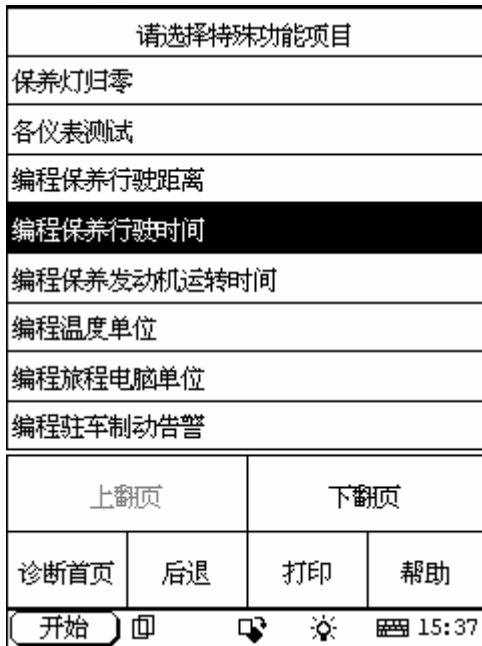 请选择特殊功能项目
保养灯归零
各仪表测试
编程保养行驶距离
编程保养行驶时间
编程保养发动机运转时间
编程温度单位
编程旅程电脑单位
编程驻车制动告警
上翻页 下翻页
诊断首页 后退 打印 帮助
开始 15:37